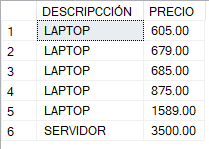 DESCRIPCCIÓN PRECIO
1 LAPTOP 605.00
2 LAPTOP 679.00
3 LAPTOP 685.00
4 LAPTOP 875.00
5 LAPTOP 1589.00
6 SERVIDOR 3500.00